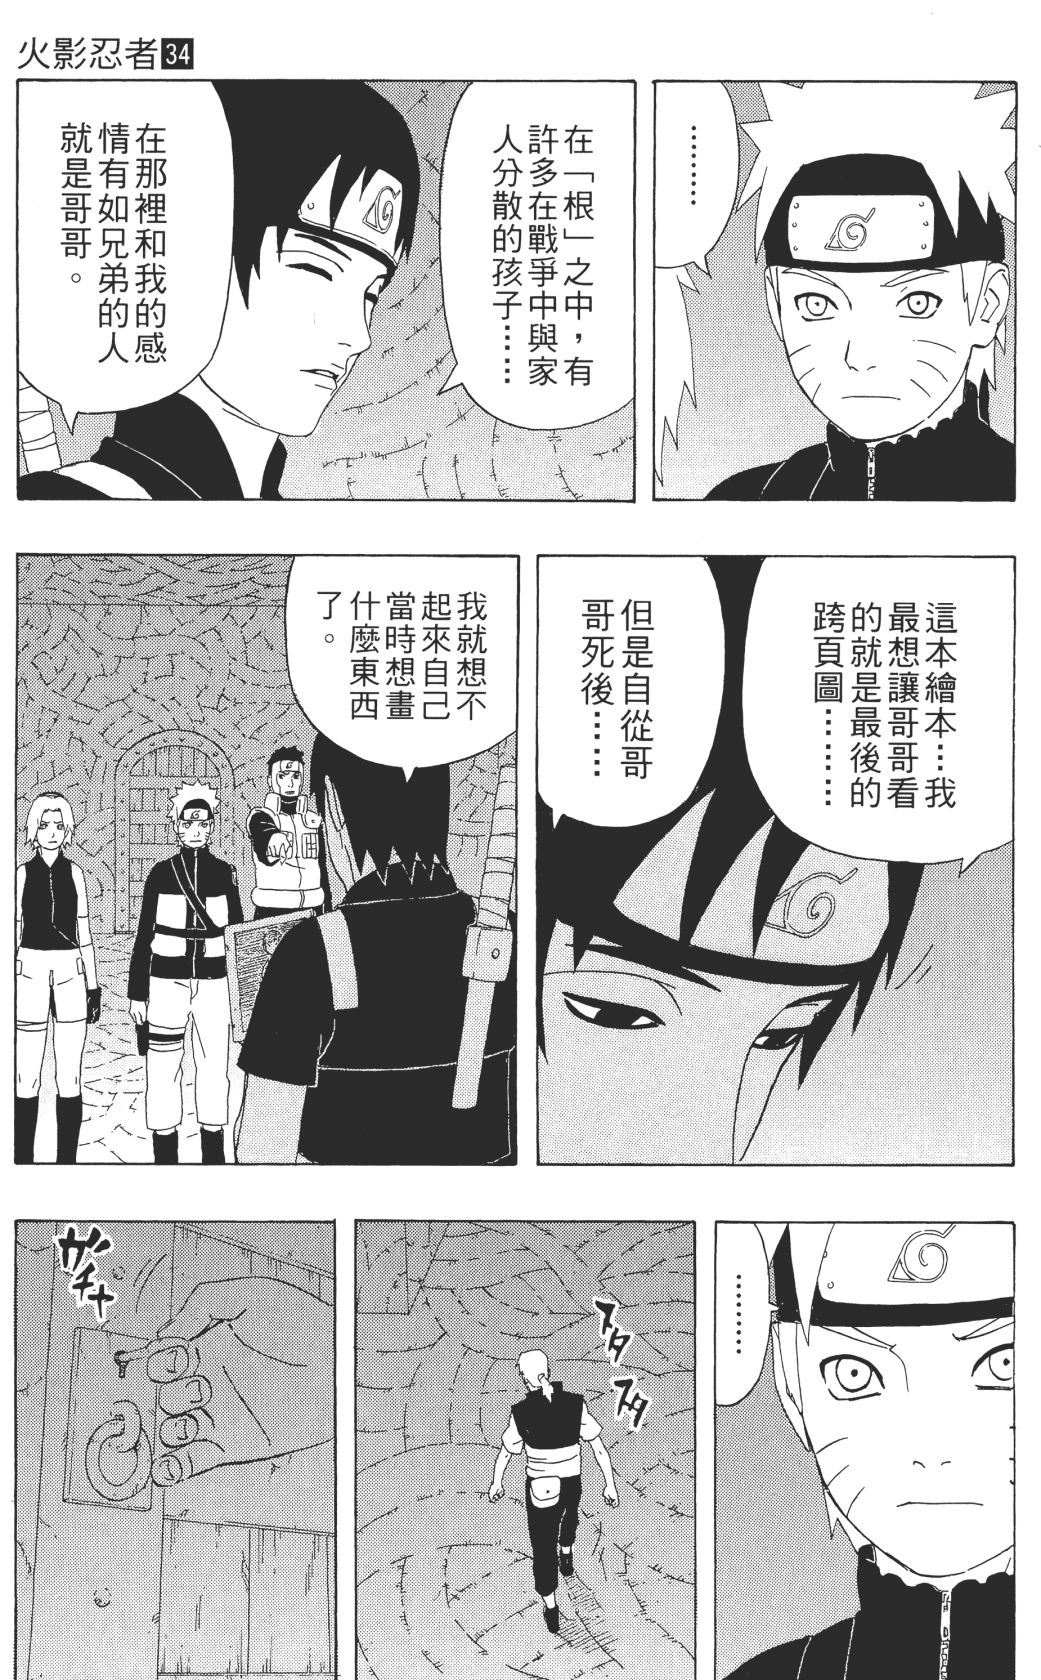 火影忍者34
………
在「根」之中，有
許多在戰爭中與家
人分散的孩子……
在那裡和我的感
情有如兄弟的人
就是哥哥。
這本繪本…我
最想讓哥哥看
的就是最後的
跨頁圖………
但是自從哥
哥死後……
我就想不
起來自己
當時想畫
什麼東西
了。
………
スタ
スタ
ガチャ